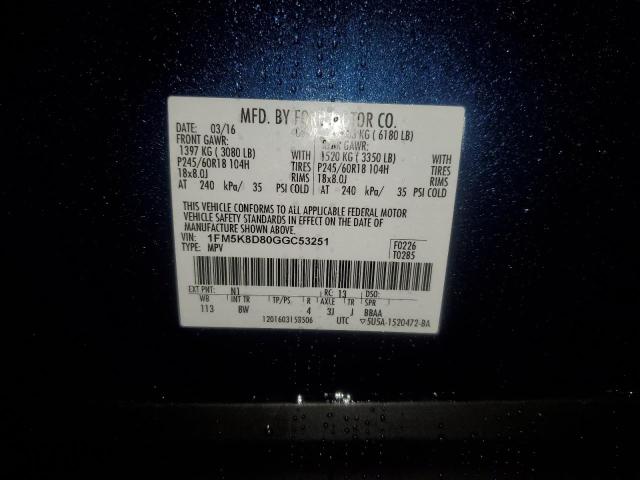 MFD. BY FORD MOTOR CO.
DATE: 03/16 KG ( 6180 LB)
FRONT GAWR: REAR GAWR:
1397 KG ( 3080 LB) WITH 1520 KG ( 3350 LB) WITH
P245/60R18 104H TIRES P245/60R18 104H TIRES
18x8.0J RIMS 18x8.0J RIMS
AT 240 kPa/ 35 PSI COLD AT 240 kPa/ 35 PSI COLD
THIS VEHICLE CONFORMS TO ALL APPLICABLE FEDERAL MOTOR
VEHICLE SAFETY STANDARDS IN EFFECT ON THE DATE OF
MANUFACTURE SHOWN ABOVE.
VIN: 1FM5K8D80GGC53251 F0226
TYPE: MPV T0285
EXT PNT: N1 RC: 13 DSO:
WB INT TR TP/PS R AXLE TR SPR
113 BW 4 3J J BBAA
120160315B506 UTC ▽5U5A-1520472-BA